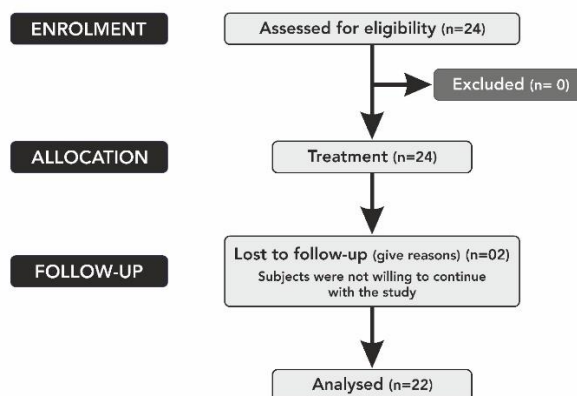 ENROLMENT
Assessed for eligibility (n=24)
Excluded (n= 0)
ALLOCATION
Treatment (n=24)
FOLLOW-UP
Lost to follow-up (give reasons) (n=02)
Subjects were not willing to continue
with the study
Analysed (n=22)